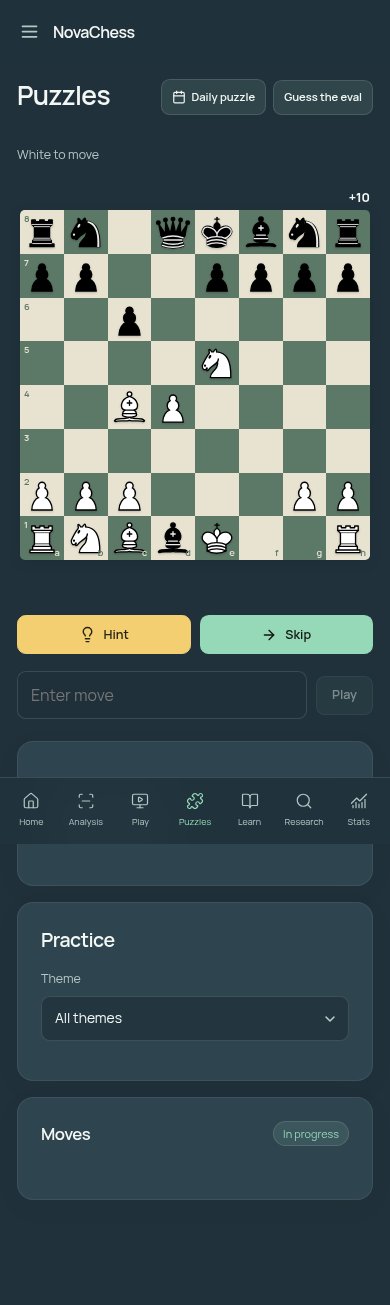 NovaChess
Puzzles
Daily puzzle
Guess the eval
White to move
+10
8
7
6
5
4
3
2
1
a
b
c
d
e
f
g
h
Hint
Skip
Enter move
Play
Home
Analysis
Play
Puzzles
Learn
Research
Stats
Practice
Theme
All themes
Moves
In progress